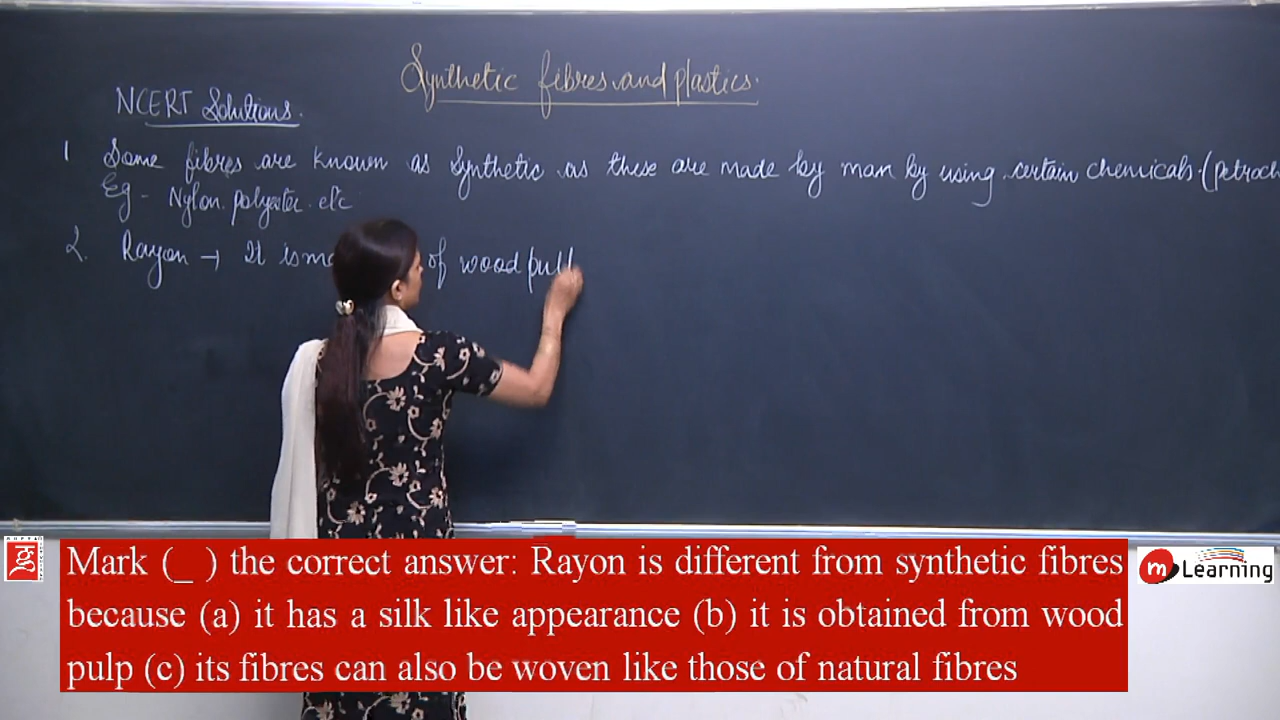 Synthetic fibres and plastics.
NCERT Solutions.
1 Some fibres are known as Synthetic as these are made by man by using certain chemicals. (petroch
Eg - Nylon. polyester. etc
2. Rayon → It is ma of wood pul
Mark (_ ) the correct answer: Rayon is different from synthetic fibres
because (a) it has a silk like appearance (b) it is obtained from wood
pulp (c) its fibres can also be woven like those of natural fibres
m Learning